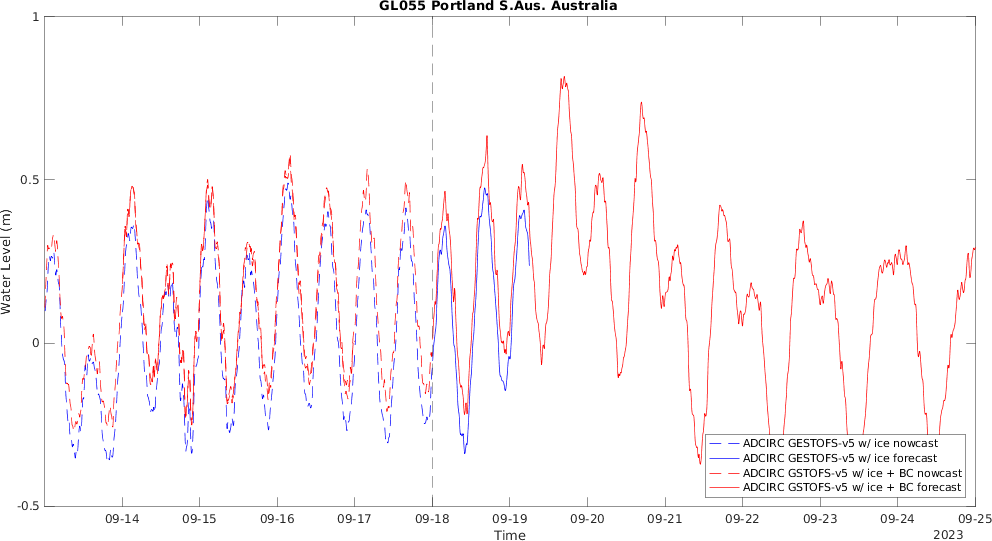 GL055 Portland S.Aus. Australia
Water Level (m)
1
0.5
0
-0.5
ADCIRC GESTOFS-v5 w/ ice nowcast
ADCIRC GESTOFS-v5 w/ ice forecast
ADCIRC GSTOFS-v5 w/ ice + BC nowcast
ADCIRC GSTOFS-v5 w/ ice + BC forecast
09-14 09-15 09-16 09-17 09-18 09-19 09-20 09-21 09-22 09-23 09-24 09-25
Time
2023